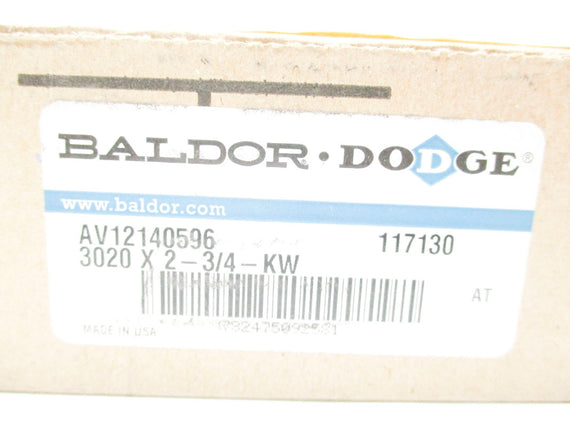 BALDOR · DODGE®
www.baldor.com
AV12140596 117130
3020 X 2-3/4-KW
AT
MADE IN USA